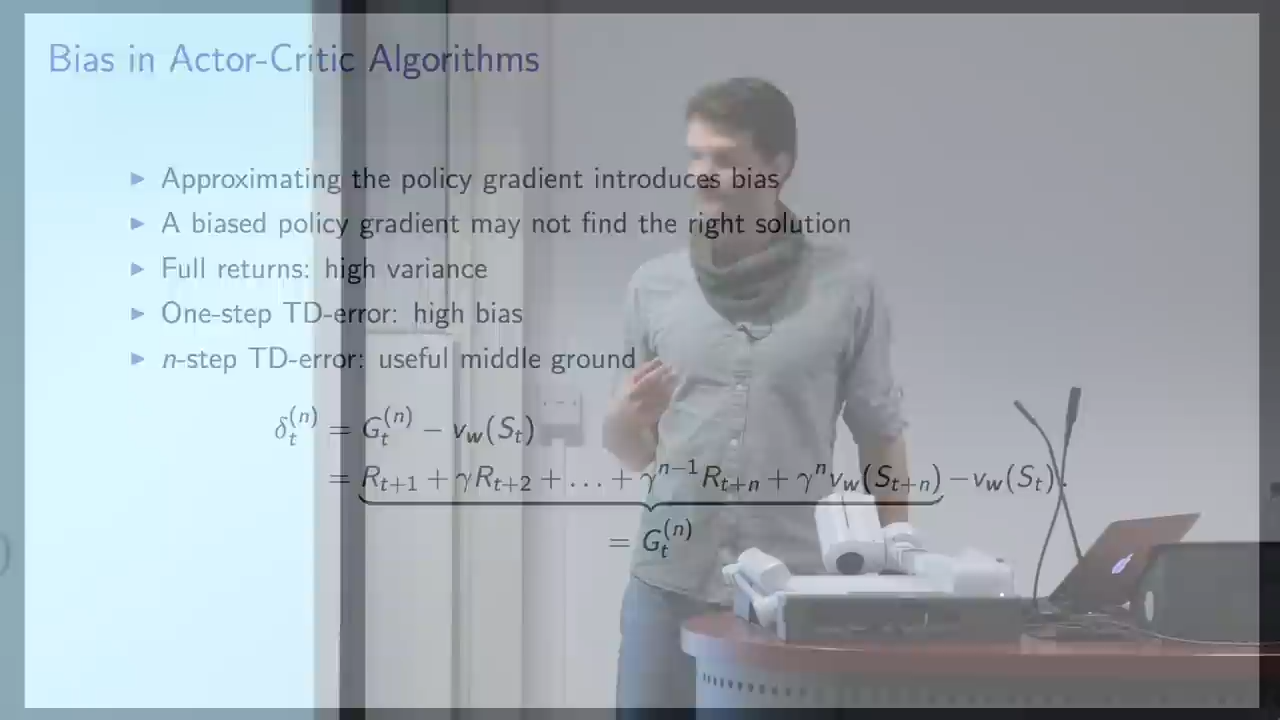 Bias in Actor-Critic Algorithms
▶ Approximating the policy gradient introduces bias
▶ A biased policy gradient may not find the right solution
▶ Full returns: high variance
▶ One-step TD-error: high bias
▶ n-step TD-error: useful middle ground
δ_t^{(n)} = G_t^{(n)} − v_w(S_t)
= R_{t+1} + γR_{t+2} + … + γ^{n−1}R_{t+n} + γ^n v_w(S_{t+n}) − v_w(S_t).
= G_t^{(n)}